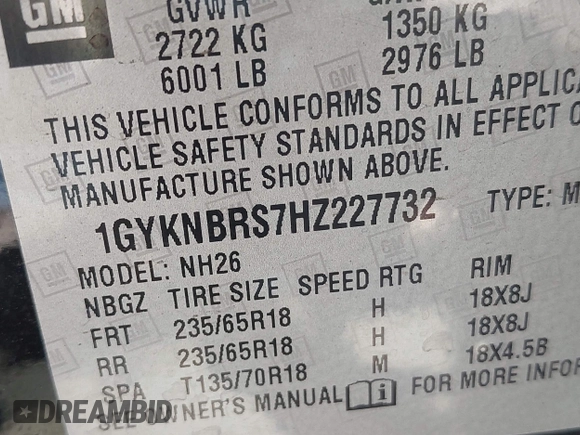 GM
GVWR
2722 KG
6001 LB
1350 KG
2976 LB
THIS VEHICLE CONFORMS TO ALL APPLICA
VEHICLE SAFETY STANDARDS IN EFFECT O
MANUFACTURE SHOWN ABOVE.
1GYKNBRS7HZ227732 TYPE: M
MODEL: NH26
NBGZ TIRE SIZE SPEED RTG RIM
FRT 235/65R18 H 18X8J
RR 235/65R18 H 18X8J
SPA T135/70R18 M 18X4.5B
SEE OWNER'S MANUAL i FOR MORE INFOR
DREAMBID